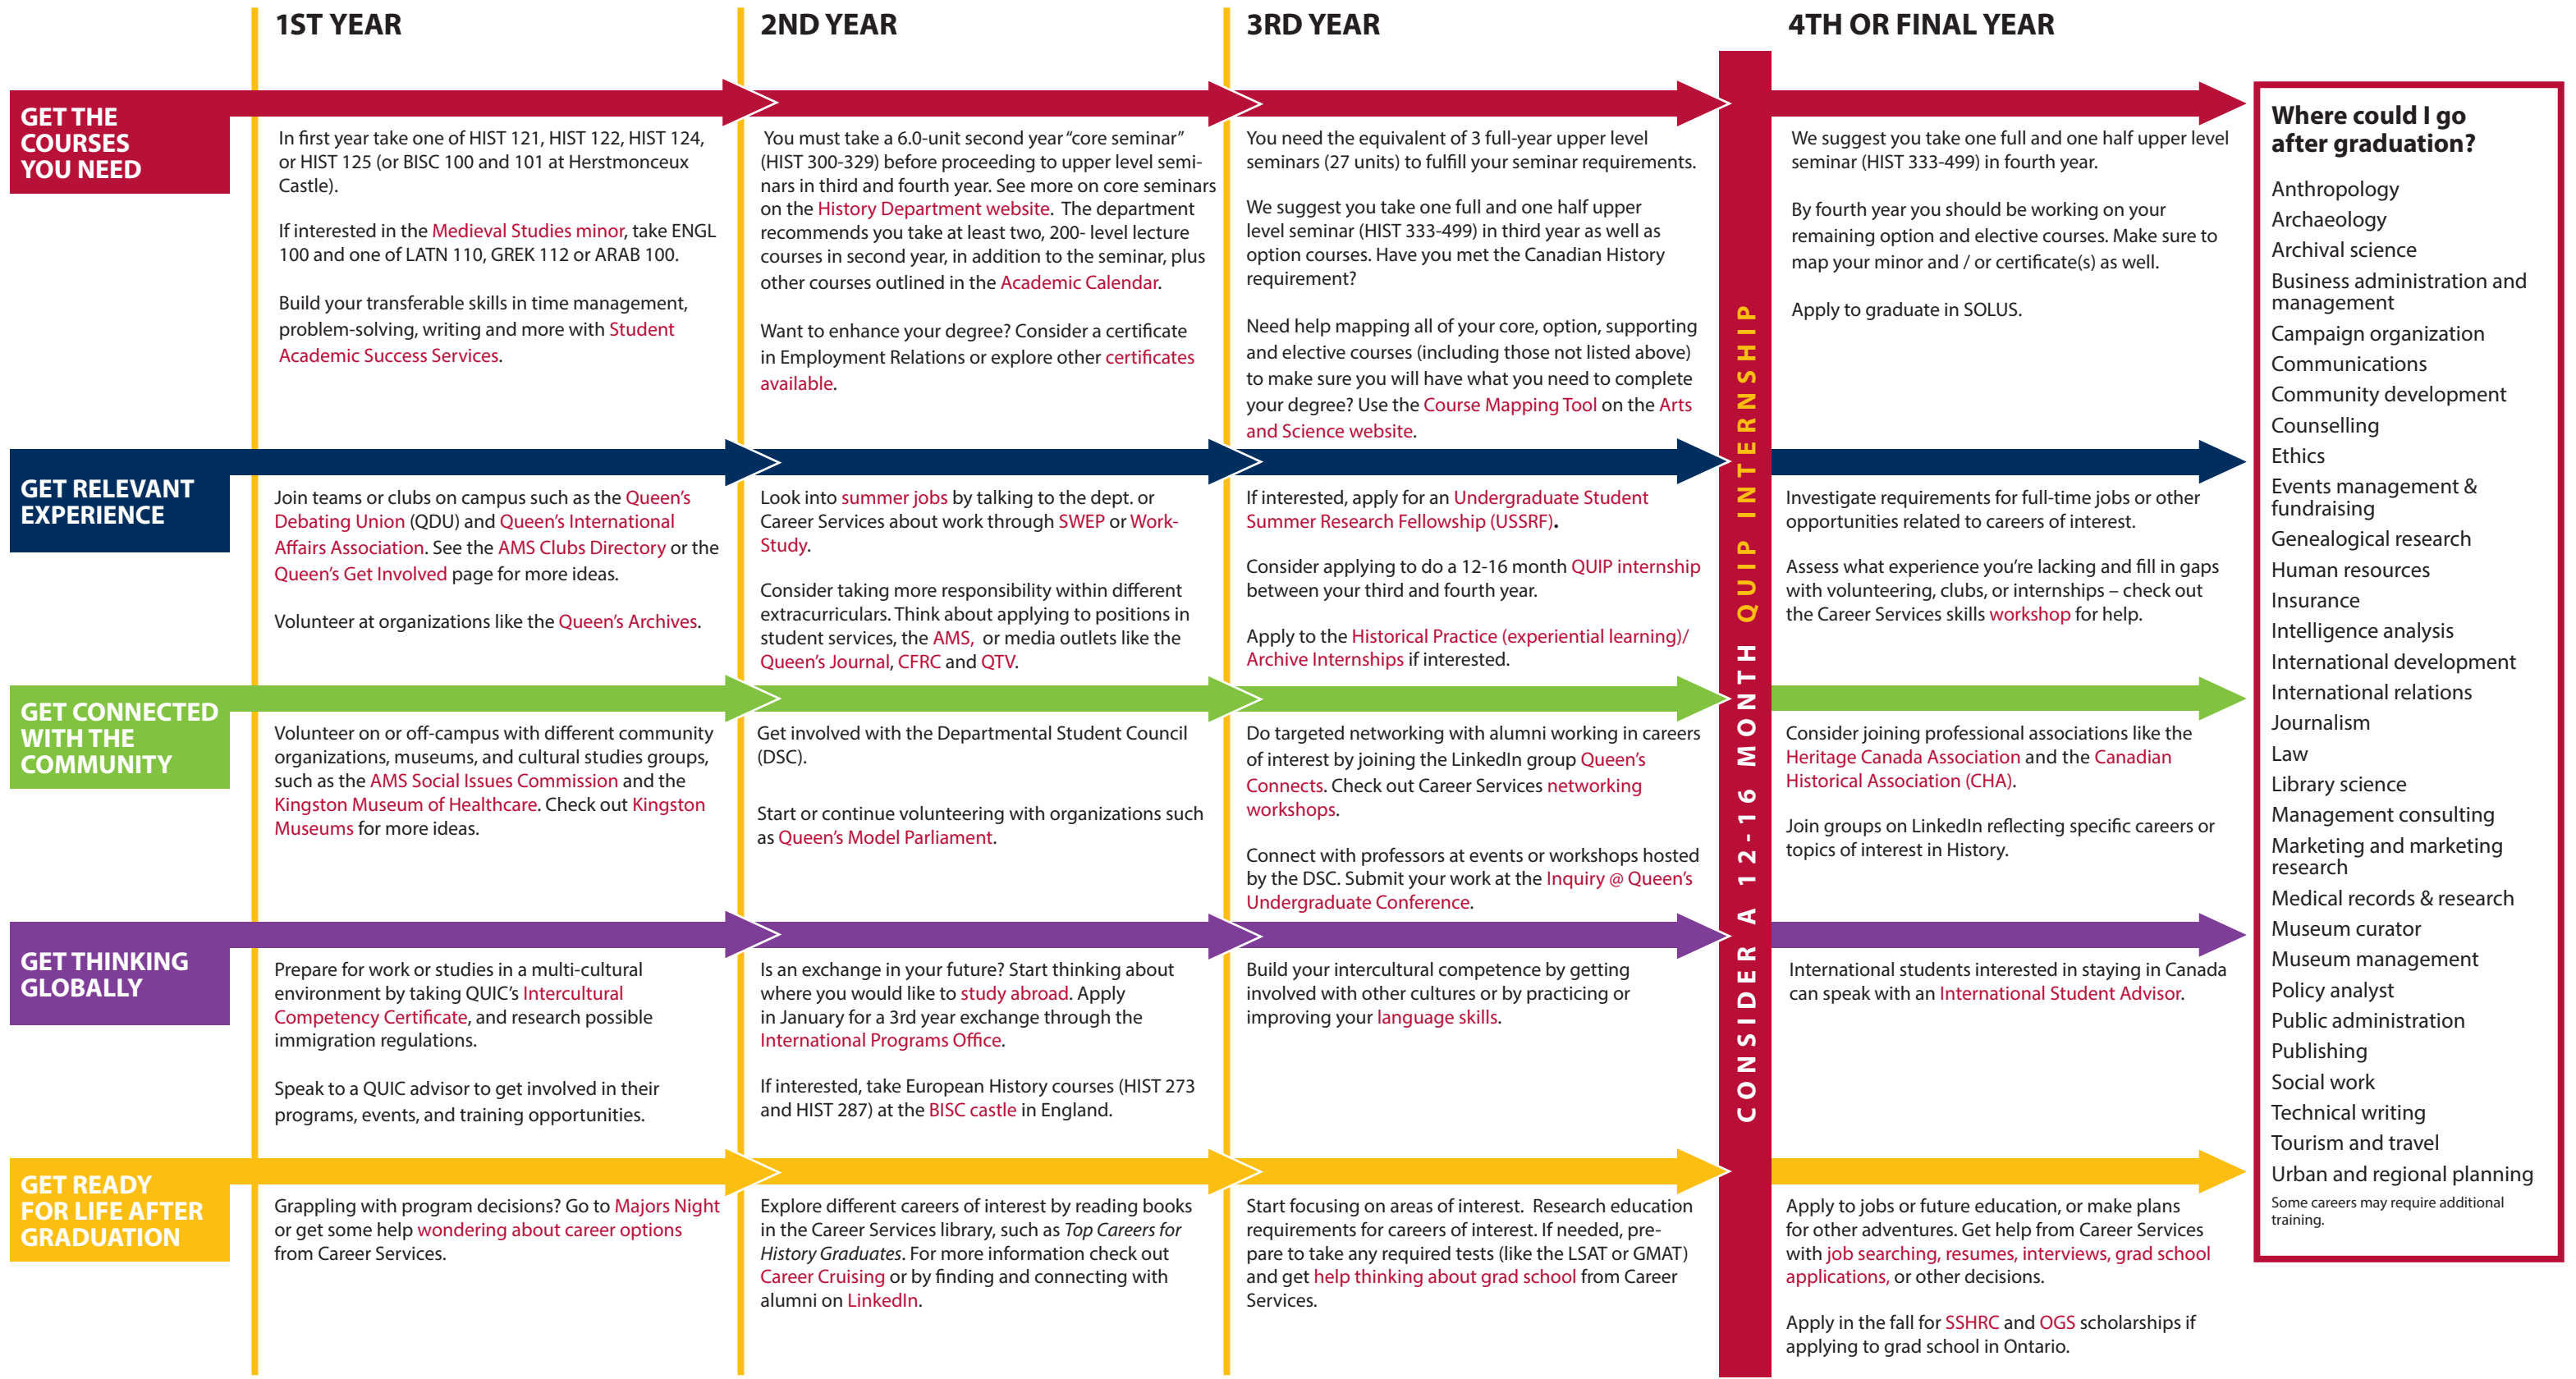 1ST YEAR
2ND YEAR
3RD YEAR
4TH OR FINAL YEAR
GET THE
COURSES
YOU NEED
In first year take one of HIST 121, HIST 122, HIST 124,
or HIST 125 (or BISC 100 and 101 at Herstmonceux
Castle).
If interested in the Medieval Studies minor, take ENGL
100 and one of LATN 110, GREK 112 or ARAB 100.
Build your transferable skills in time management,
problem-solving, writing and more with Student
Academic Success Services.
You must take a 6.0-unit second year “core seminar”
(HIST 300-329) before proceeding to upper level semi-
nars in third and fourth year. See more on core seminars
on the History Department website. The department
recommends you take at least two, 200- level lecture
courses in second year, in addition to the seminar, plus
other courses outlined in the Academic Calendar.
Want to enhance your degree? Consider a certificate
in Employment Relations or explore other certificates
available.
You need the equivalent of 3 full-year upper level
seminars (27 units) to fulfill your seminar requirements.
We suggest you take one full and one half upper
level seminar (HIST 333-499) in third year as well as
option courses. Have you met the Canadian History
requirement?
Need help mapping all of your core, option, supporting
and elective courses (including those not listed above)
to make sure you will have what you need to complete
your degree? Use the Course Mapping Tool on the Arts
and Science website.
We suggest you take one full and one half upper level
seminar (HIST 333-499) in fourth year.
By fourth year you should be working on your
remaining option and elective courses. Make sure to
map your minor and / or certificate(s) as well.
Apply to graduate in SOLUS.
GET RELEVANT
EXPERIENCE
Join teams or clubs on campus such as the Queen’s
Debating Union (QDU) and Queen’s International
Affairs Association. See the AMS Clubs Directory or the
Queen’s Get Involved page for more ideas.
Volunteer at organizations like the Queen’s Archives.
Look into summer jobs by talking to the dept. or
Career Services about work through SWEP or Work-
Study.
Consider taking more responsibility within different
extracurriculars. Think about applying to positions in
student services, the AMS, or media outlets like the
Queen’s Journal, CFRC and QTV.
If interested, apply for an Undergraduate Student
Summer Research Fellowship (USSRF).
Consider applying to do a 12-16 month QUIP internship
between your third and fourth year.
Apply to the Historical Practice (experiential learning)/
Archive Internships if interested.
Investigate requirements for full-time jobs or other
opportunities related to careers of interest.
Assess what experience you’re lacking and fill in gaps
with volunteering, clubs, or internships – check out
the Career Services skills workshop for help.
GET CONNECTED
WITH THE
COMMUNITY
Volunteer on or off-campus with different community
organizations, museums, and cultural studies groups,
such as the AMS Social Issues Commission and the
Kingston Museum of Healthcare. Check out Kingston
Museums for more ideas.
Get involved with the Departmental Student Council
(DSC).
Start or continue volunteering with organizations such
as Queen’s Model Parliament.
Do targeted networking with alumni working in careers
of interest by joining the LinkedIn group Queen’s
Connects. Check out Career Services networking
workshops.
Connect with professors at events or workshops hosted
by the DSC. Submit your work at the Inquiry @ Queen’s
Undergraduate Conference.
Consider joining professional associations like the
Heritage Canada Association and the Canadian
Historical Association (CHA).
Join groups on LinkedIn reflecting specific careers or
topics of interest in History.
GET THINKING
GLOBALLY
Prepare for work or studies in a multi-cultural
environment by taking QUIC’s Intercultural
Competency Certificate, and research possible
immigration regulations.
Speak to a QUIC advisor to get involved in their
programs, events, and training opportunities.
Is an exchange in your future? Start thinking about
where you would like to study abroad. Apply
in January for a 3rd year exchange through the
International Programs Office.
If interested, take European History courses (HIST 273
and HIST 287) at the BISC castle in England.
Build your intercultural competence by getting
involved with other cultures or by practicing or
improving your language skills.
International students interested in staying in Canada
can speak with an International Student Advisor.
GET READY
FOR LIFE AFTER
GRADUATION
Grappling with program decisions? Go to Majors Night
or get some help wondering about career options
from Career Services.
Explore different careers of interest by reading books
in the Career Services library, such as Top Careers for
History Graduates. For more information check out
Career Cruising or by finding and connecting with
alumni on LinkedIn.
Start focusing on areas of interest. Research education
requirements for careers of interest. If needed, pre-
pare to take any required tests (like the LSAT or GMAT)
and get help thinking about grad school from Career
Services.
Apply to jobs or future education, or make plans
for other adventures. Get help from Career Services
with job searching, resumes, interviews, grad school
applications, or other decisions.
Apply in the fall for SSHRC and OGS scholarships if
applying to grad school in Ontario.
CONSIDER A 12-16 MONTH QUIP INTERNSHIP
Where could I go
after graduation?
Anthropology
Archaeology
Archival science
Business administration and
management
Campaign organization
Communications
Community development
Counselling
Ethics
Events management &
fundraising
Genealogical research
Human resources
Insurance
Intelligence analysis
International development
International relations
Journalism
Law
Library science
Management consulting
Marketing and marketing
research
Medical records & research
Museum curator
Museum management
Policy analyst
Public administration
Publishing
Social work
Technical writing
Tourism and travel
Urban and regional planning
Some careers may require additional
training.